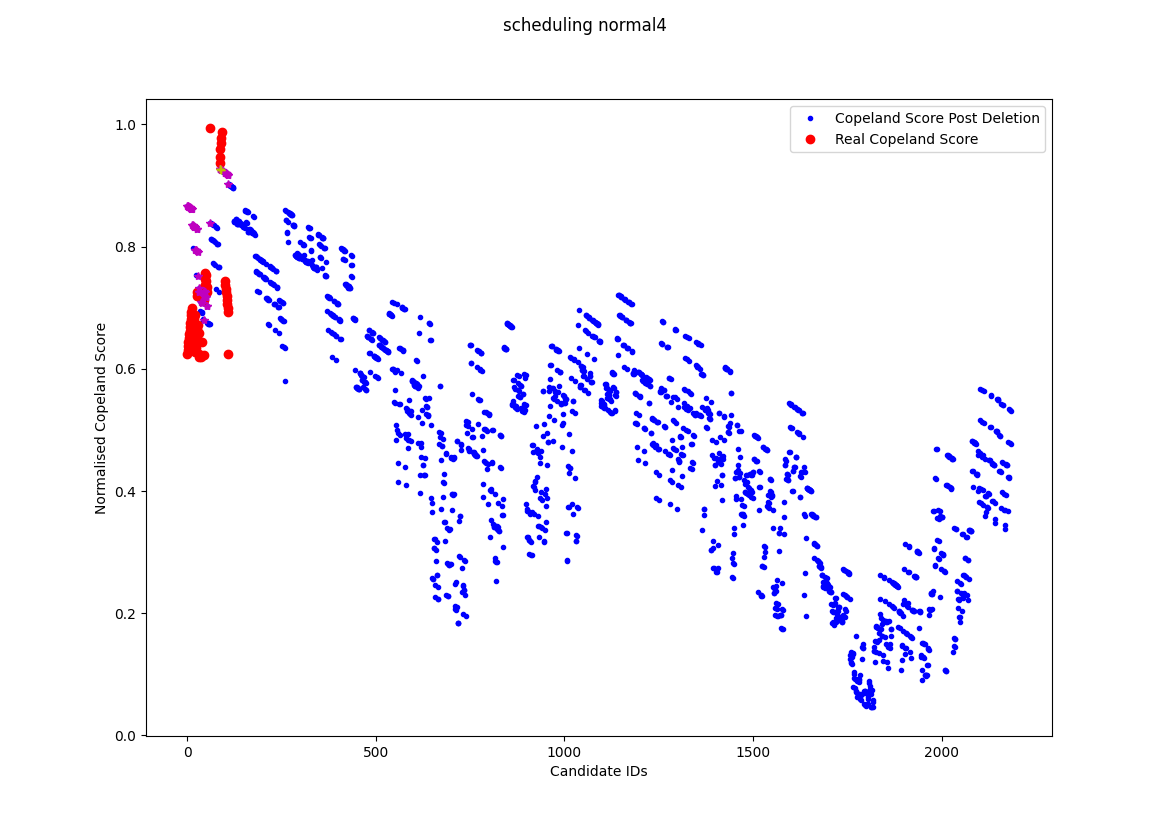 scheduling normal4
Copeland Score Post Deletion
Real Copeland Score
Normalised Copeland Score
1.0
0.8
0.6
0.4
0.2
0.0
0 500 1000 1500 2000
Candidate IDs